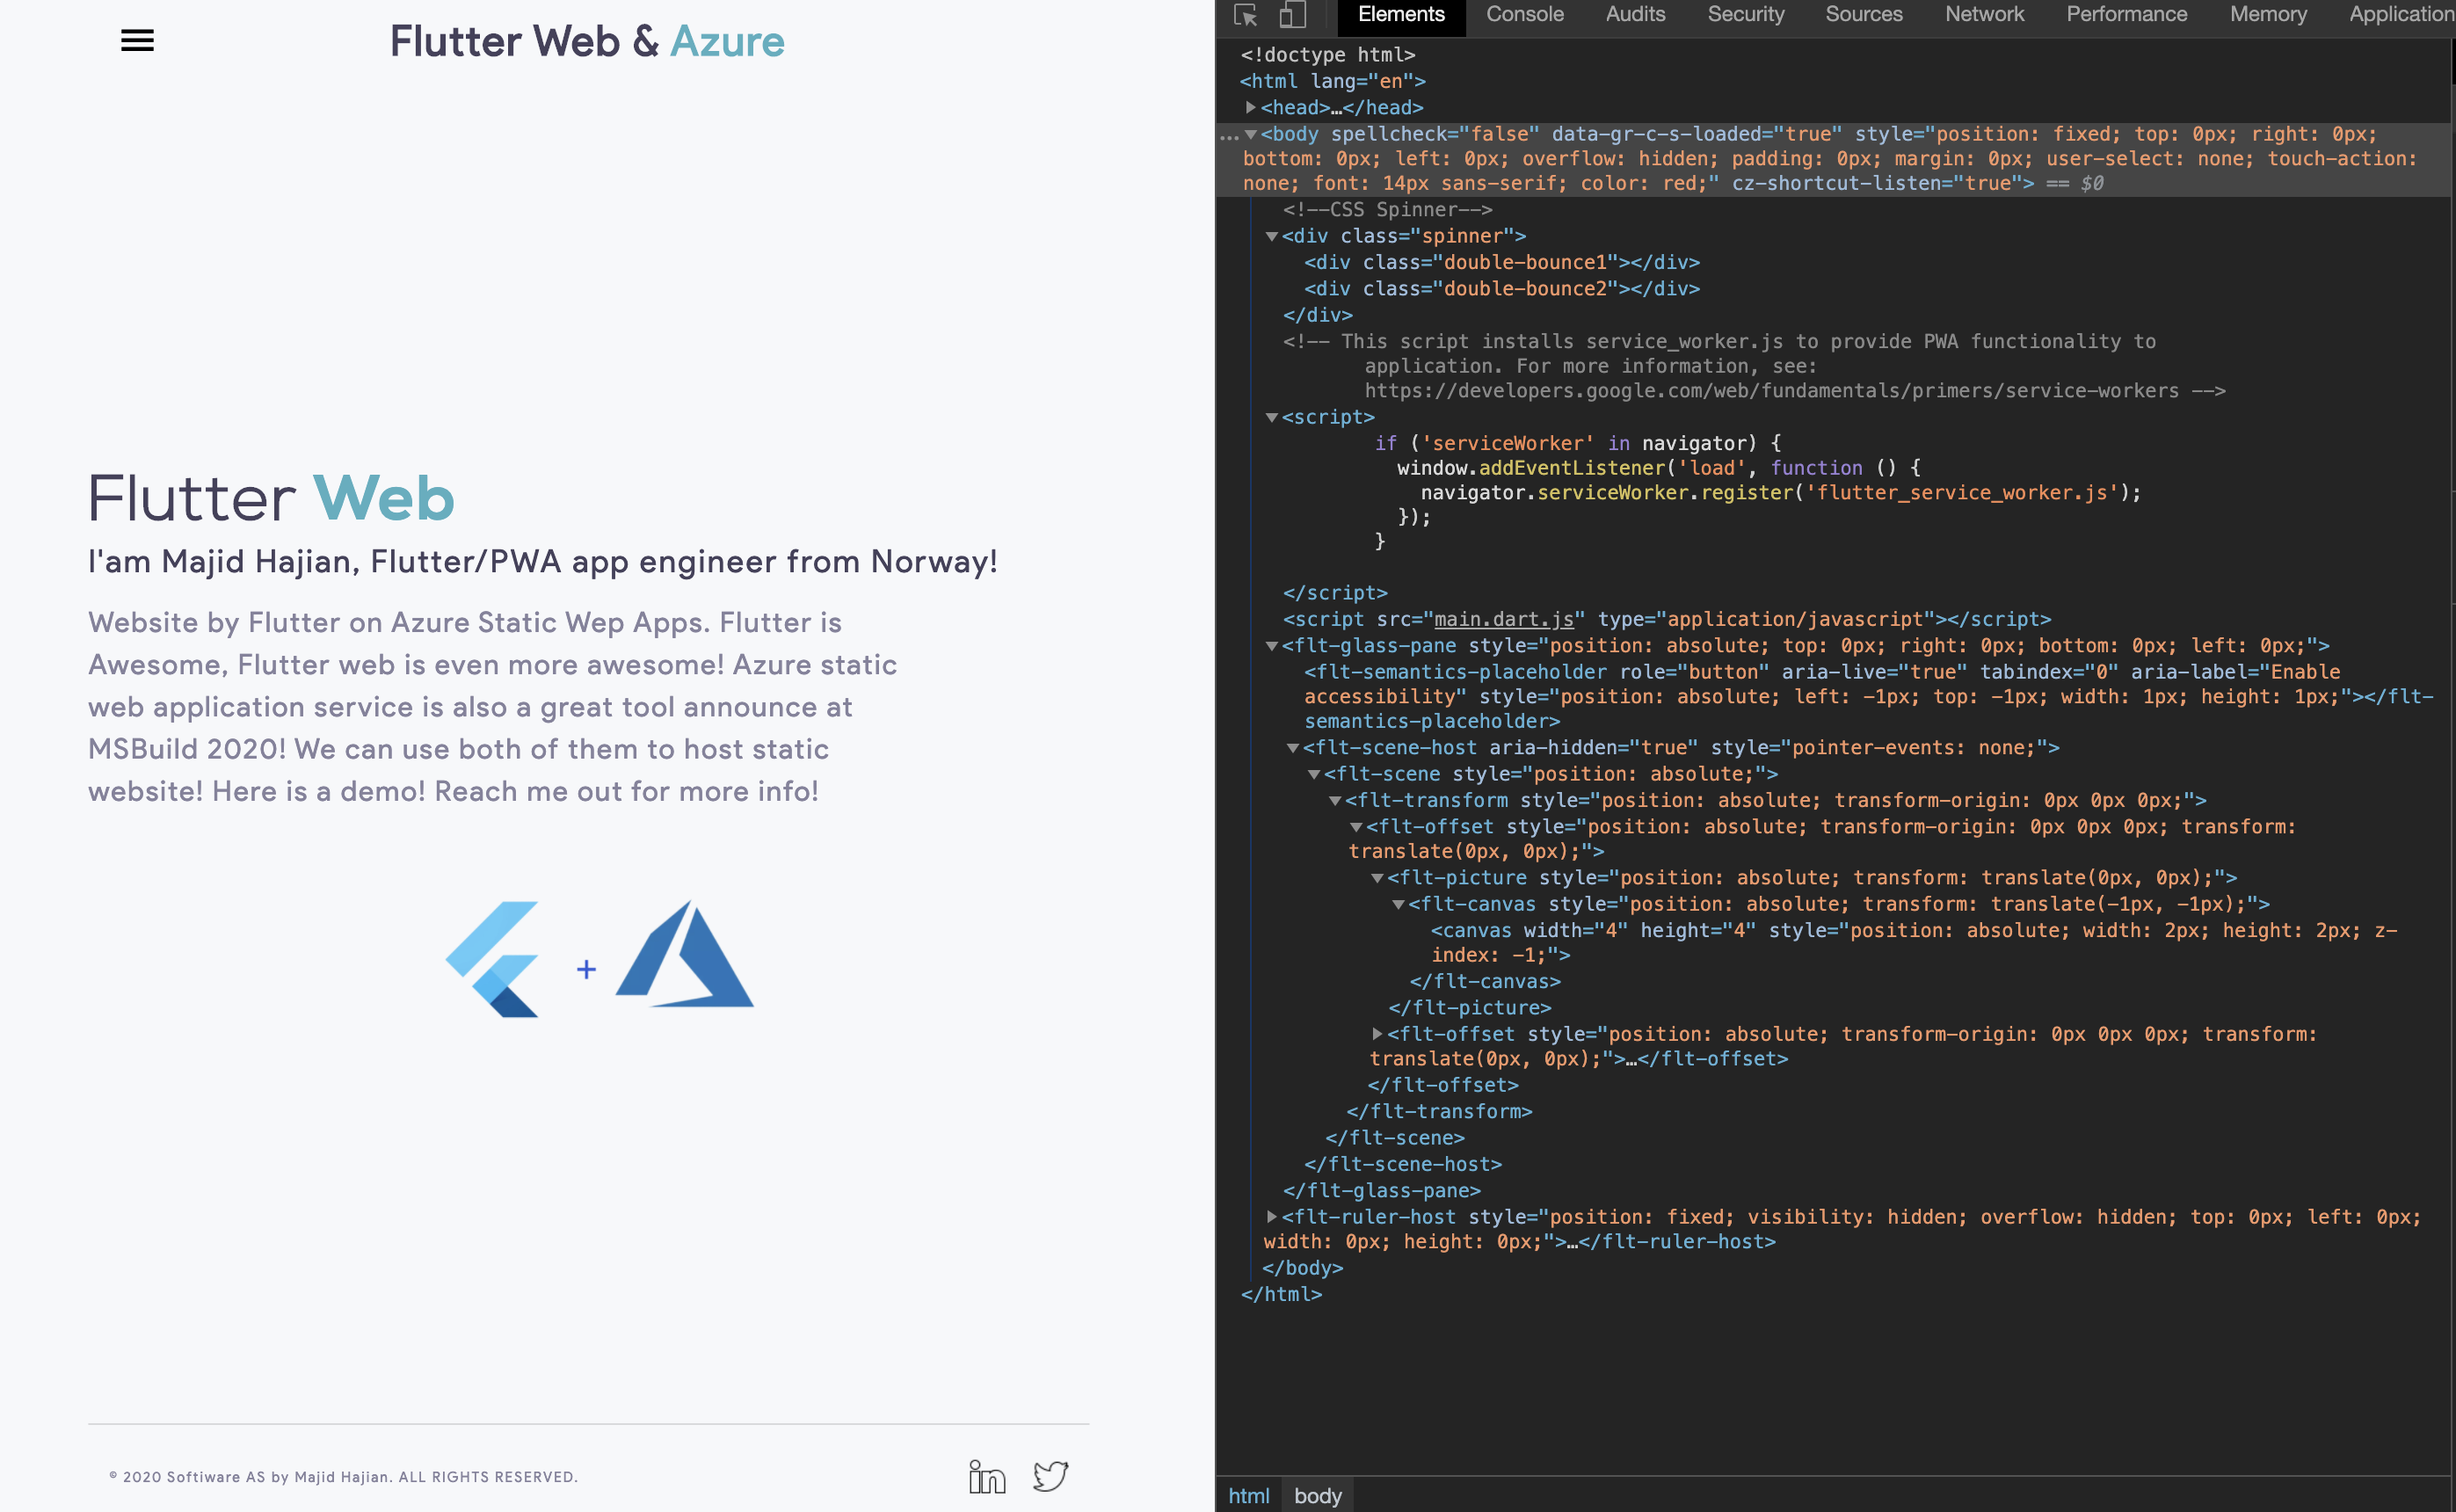 Flutter Web & Azure
Flutter Web
I'am Majid Hajian, Flutter/PWA app engineer from Norway!
Website by Flutter on Azure Static Wep Apps. Flutter is
Awesome, Flutter web is even more awesome! Azure static
web application service is also a great tool announce at
MSBuild 2020! We can use both of them to host static
website! Here is a demo! Reach me out for more info!
+
© 2020 Softiware AS by Majid Hajian. ALL RIGHTS RESERVED.
in
Elements Console Audits Security Sources Network Performance Memory Application
<!doctype html>
<html lang="en">
<head>…</head>
… <body spellcheck="false" data-gr-c-s-loaded="true" style="position: fixed; top: 0px; right: 0px;
bottom: 0px; left: 0px; overflow: hidden; padding: 0px; margin: 0px; user-select: none; touch-action:
none; font: 14px sans-serif; color: red;" cz-shortcut-listen="true"> == $0
<!--CSS Spinner-->
<div class="spinner">
<div class="double-bounce1"></div>
<div class="double-bounce2"></div>
</div>
<!-- This script installs service_worker.js to provide PWA functionality to
application. For more information, see:
https://developers.google.com/web/fundamentals/primers/service-workers -->
<script>
if ('serviceWorker' in navigator) {
window.addEventListener('load', function () {
navigator.serviceWorker.register('flutter_service_worker.js');
});
}
</script>
<script src="main.dart.js" type="application/javascript"></script>
<flt-glass-pane style="position: absolute; top: 0px; right: 0px; bottom: 0px; left: 0px;">
<flt-semantics-placeholder role="button" aria-live="true" tabindex="0" aria-label="Enable
accessibility" style="position: absolute; left: -1px; top: -1px; width: 1px; height: 1px;"></flt-
semantics-placeholder>
<flt-scene-host aria-hidden="true" style="pointer-events: none;">
<flt-scene style="position: absolute;">
<flt-transform style="position: absolute; transform-origin: 0px 0px 0px;">
<flt-offset style="position: absolute; transform-origin: 0px 0px 0px; transform:
translate(0px, 0px);">
<flt-picture style="position: absolute; transform: translate(0px, 0px);">
<flt-canvas style="position: absolute; transform: translate(-1px, -1px);">
<canvas width="4" height="4" style="position: absolute; width: 2px; height: 2px; z-
index: -1;">
</flt-canvas>
</flt-picture>
<flt-offset style="position: absolute; transform-origin: 0px 0px 0px; transform:
translate(0px, 0px);">…</flt-offset>
</flt-offset>
</flt-transform>
</flt-scene>
</flt-scene-host>
</flt-glass-pane>
<flt-ruler-host style="position: fixed; visibility: hidden; overflow: hidden; top: 0px; left: 0px;
width: 0px; height: 0px;">…</flt-ruler-host>
</body>
</html>
html body